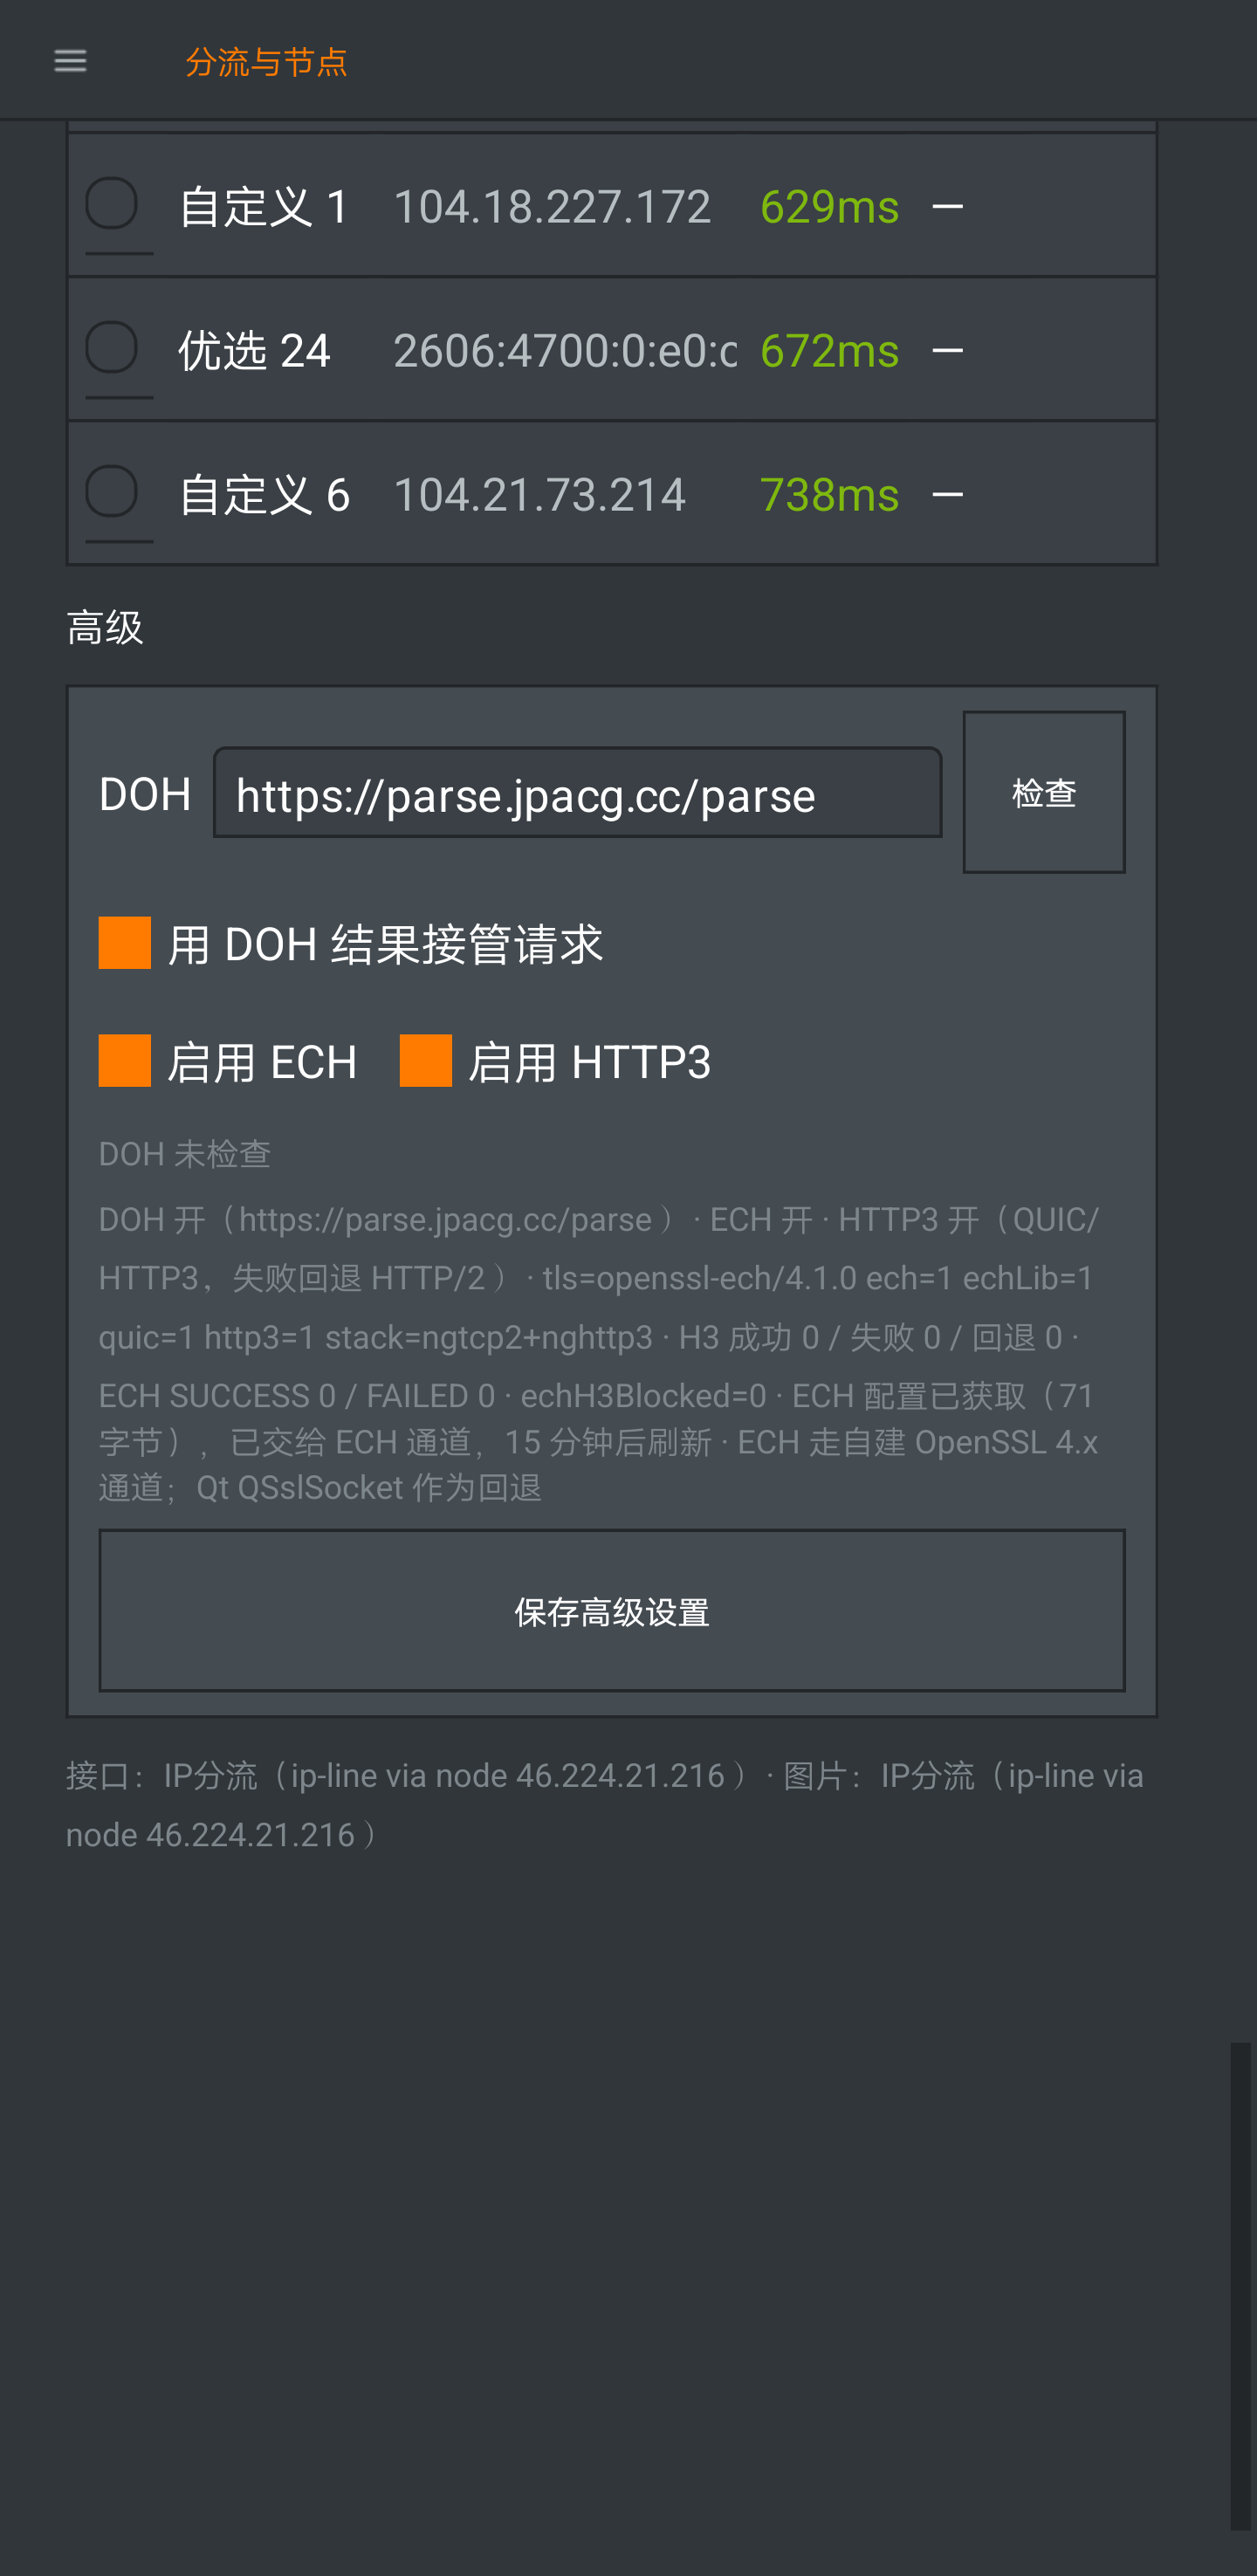 分流与节点
自定义 1 104.18.227.172 629ms —
优选 24 2606:4700:0:e0:c 672ms —
自定义 6 104.21.73.214 738ms —
高级
DOH https://parse.jpacg.cc/parse 检查
用 DOH 结果接管请求
启用 ECH 启用 HTTP3
DOH 未检查
DOH 开（https://parse.jpacg.cc/parse）· ECH 开 · HTTP3 开（QUIC/
HTTP3，失败回退 HTTP/2）· tls=openssl-ech/4.1.0 ech=1 echLib=1
quic=1 http3=1 stack=ngtcp2+nghttp3 · H3 成功 0 / 失败 0 / 回退 0 ·
ECH SUCCESS 0 / FAILED 0 · echH3Blocked=0 · ECH 配置已获取（71
字节），已交给 ECH 通道，15 分钟后刷新 · ECH 走自建 OpenSSL 4.x
通道；Qt QSslSocket 作为回退
保存高级设置
接口：IP分流（ip-line via node 46.224.21.216）· 图片：IP分流（ip-line via
node 46.224.21.216）